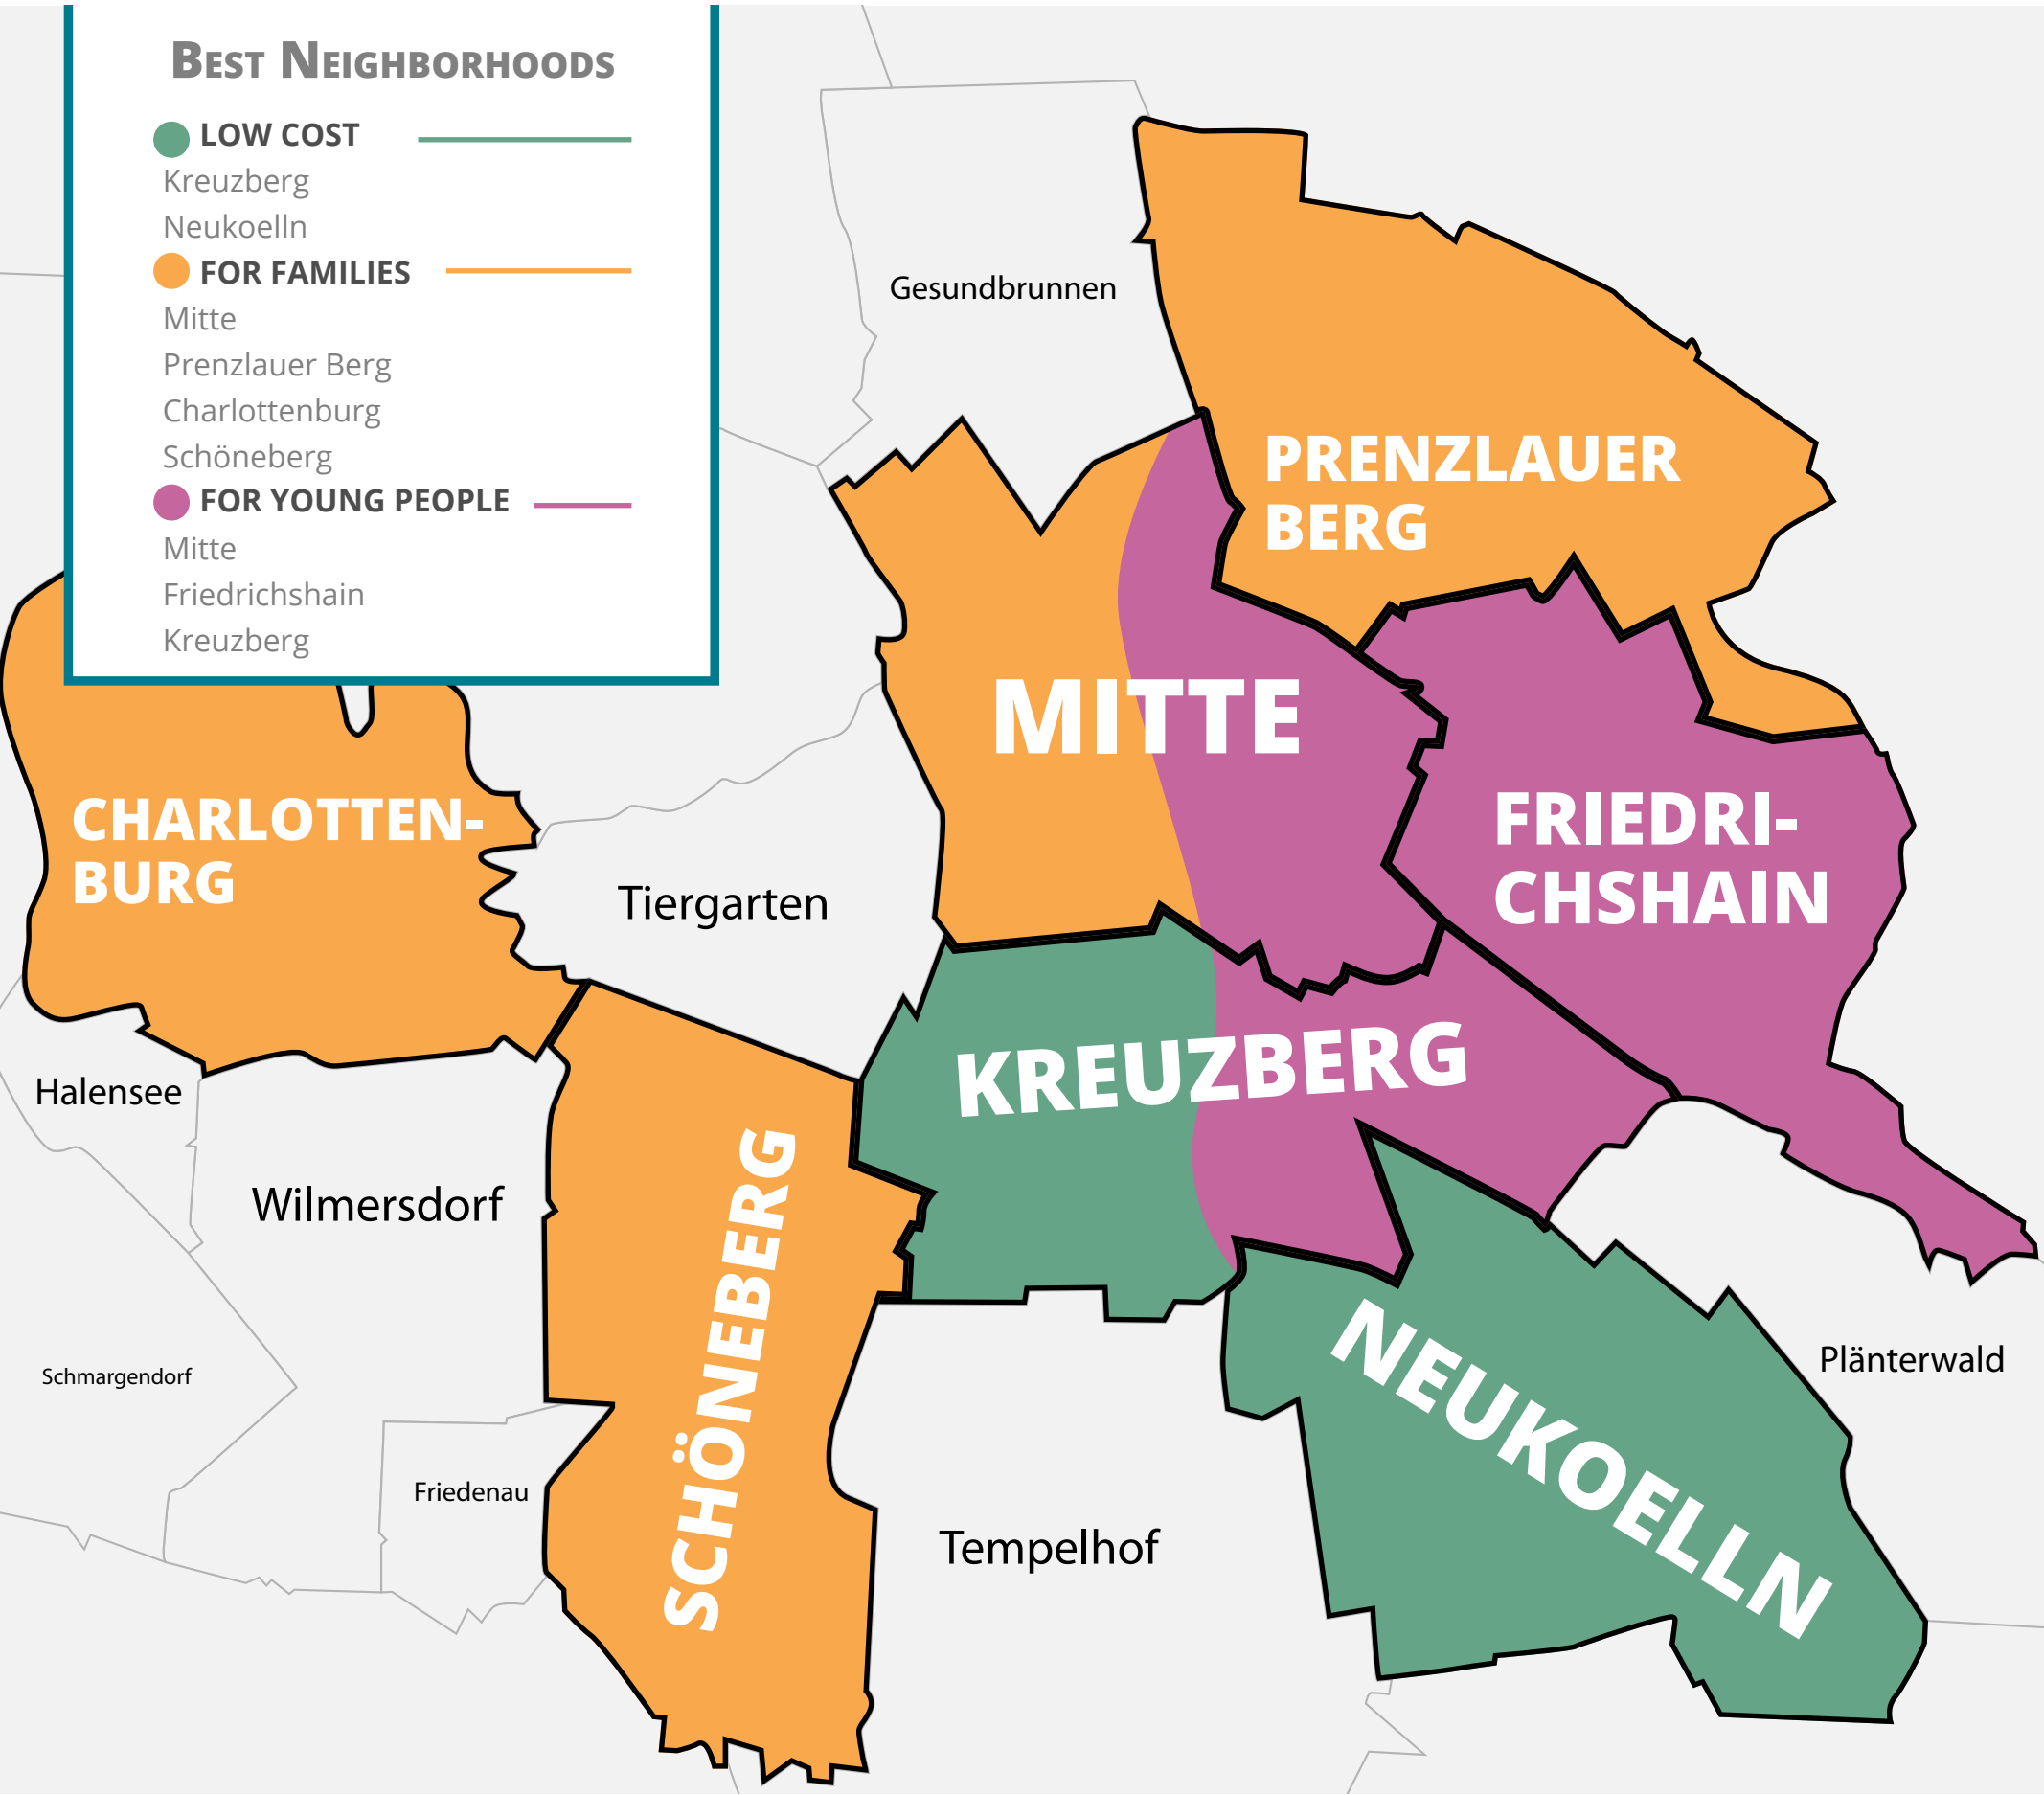 BEST NEIGHBORHOODS
LOW COST
Kreuzberg
Neukoelln
FOR FAMILIES
Mitte
Prenzlauer Berg
Charlottenburg
Schöneberg
FOR YOUNG PEOPLE
Mitte
Friedrichshain
Kreuzberg
Gesundbrunnen
PRENZLAUER
BERG
MITTE
FRIEDRI-
CHSHAIN
CHARLOTTEN-
BURG
Tiergarten
KREUZBERG
Halensee
Wilmersdorf
SCHÖNEBERG
Schmargendorf
Friedenau
Tempelhof
NEUKOELLN
Plänterwald